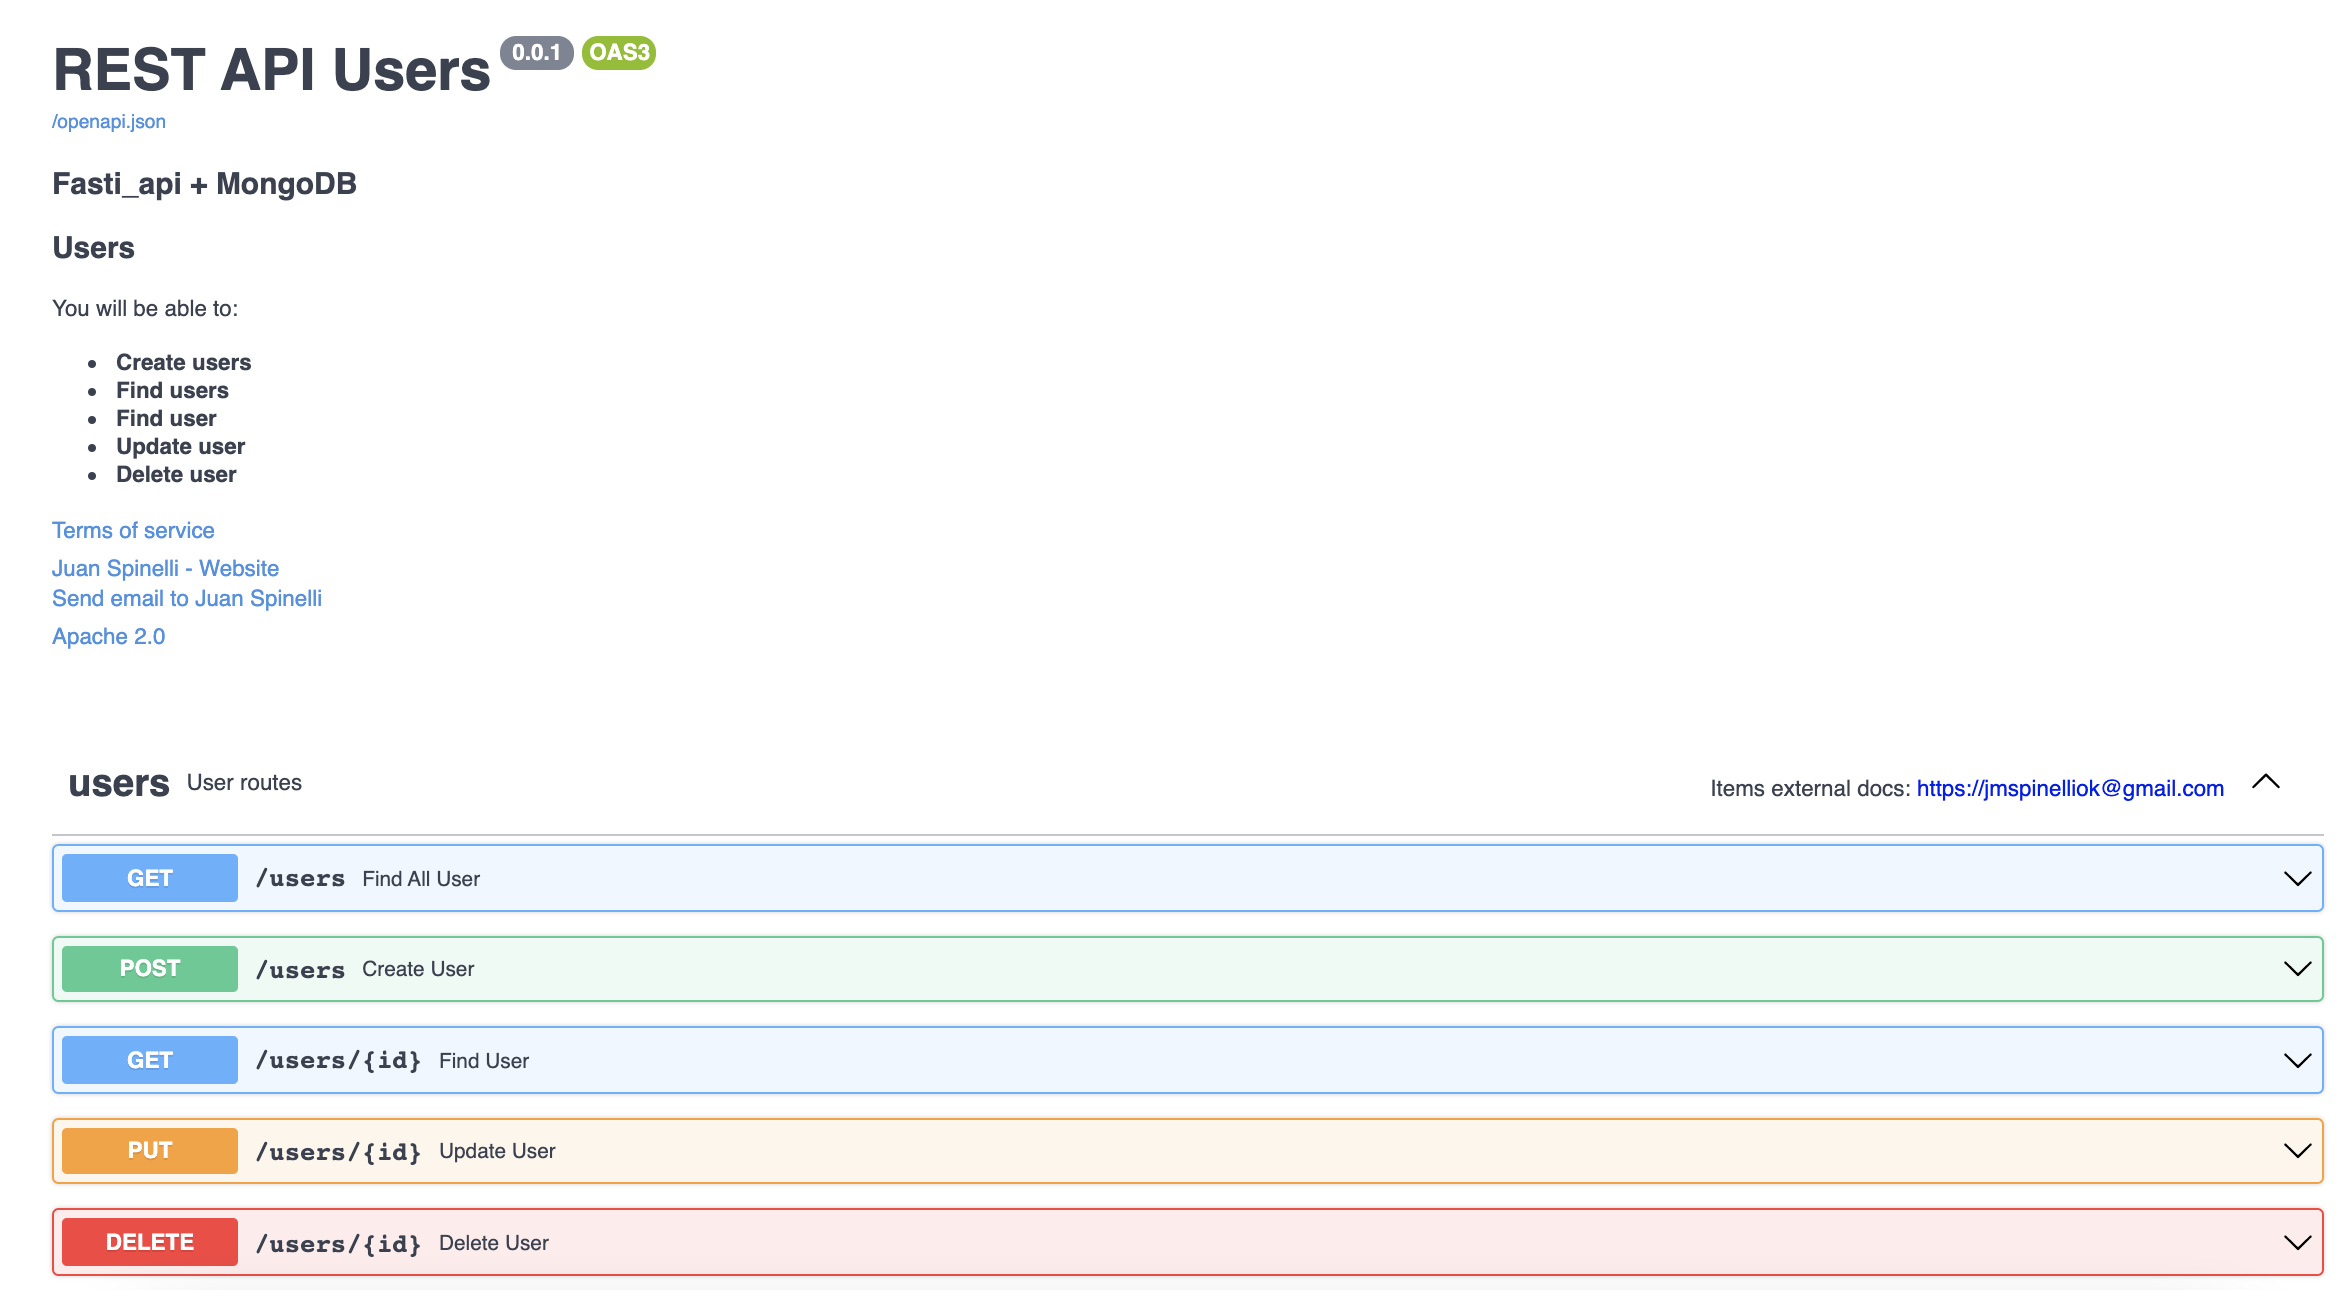 REST API Users 0.0.1 OAS3
/openapi.json
Fasti_api + MongoDB
Users
You will be able to:
Create users
Find users
Find user
Update user
Delete user
Terms of service
Juan Spinelli - Website
Send email to Juan Spinelli
Apache 2.0
users User routes Items external docs: https://jmspinelliok@gmail.com
GET /users Find All User
POST /users Create User
GET /users/{id} Find User
PUT /users/{id} Update User
DELETE /users/{id} Delete User